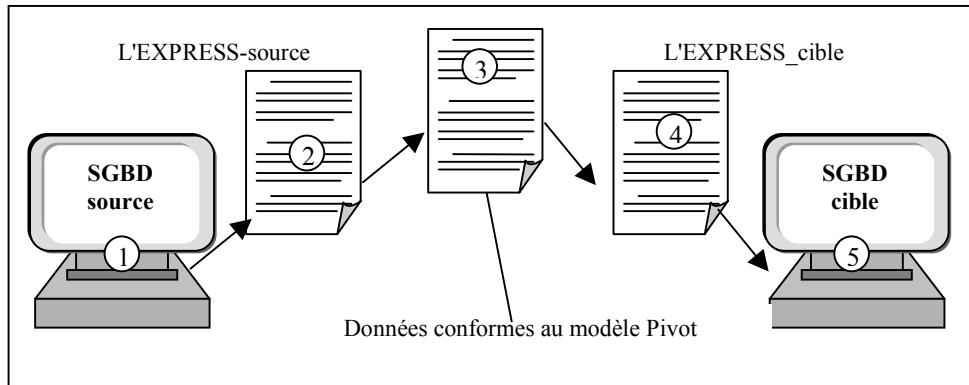 L'EXPRESS-source
3
L'EXPRESS_cible
2
4
SGBD
source
SGBD
cible
1
5
Données conformes au modèle Pivot